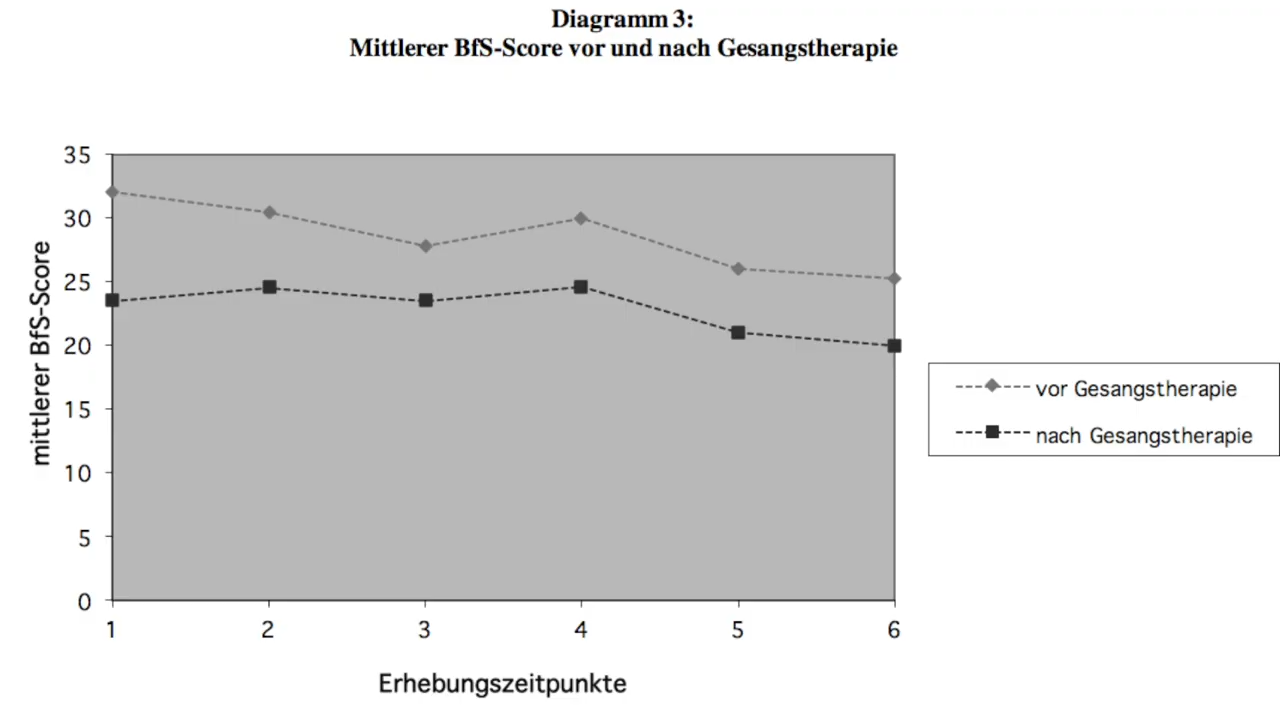 Diagramm 3:
Mittlerer BfS-Score vor und nach Gesangstherapie
35
30
25
20
15
10
5
0
mittlerer BfS-Score
1 2 3 4 5 6
Erhebungszeitpunkte
vor Gesangstherapie
nach Gesangstherapie